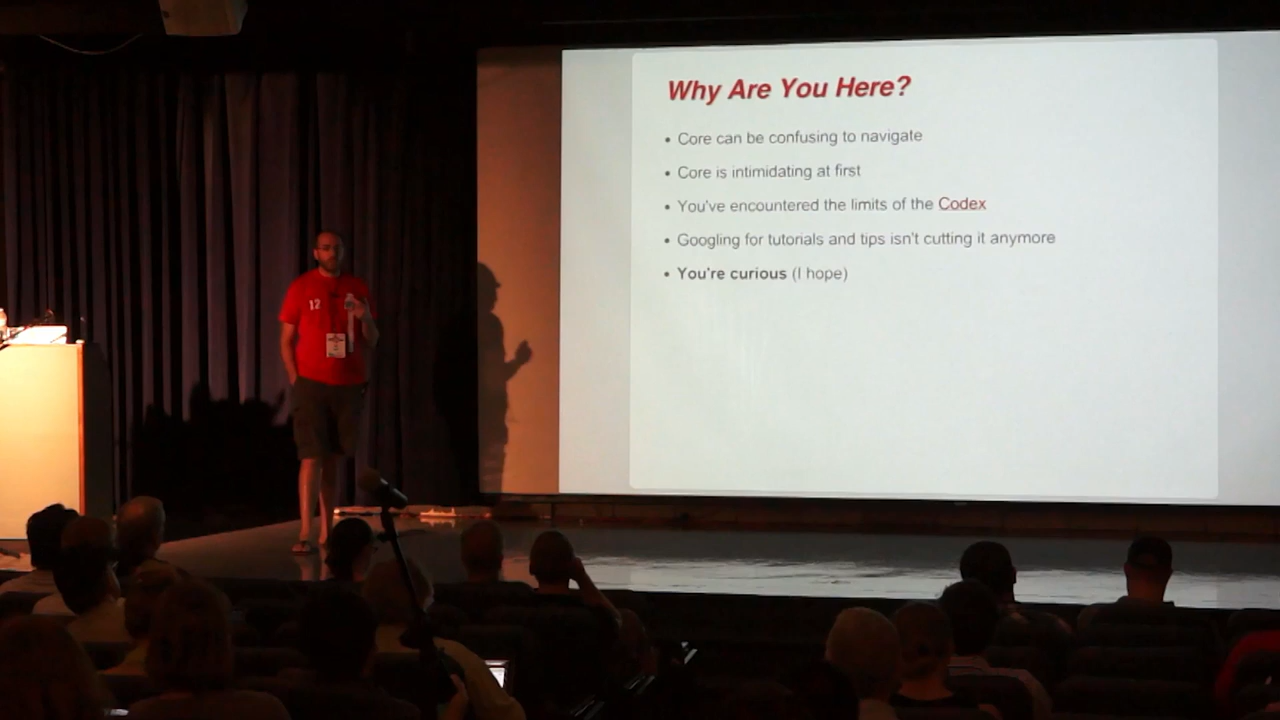 Why Are You Here?
• Core can be confusing to navigate
• Core is intimidating at first
• You've encountered the limits of the Codex
• Googling for tutorials and tips isn't cutting it anymore
• You're curious (I hope)
12